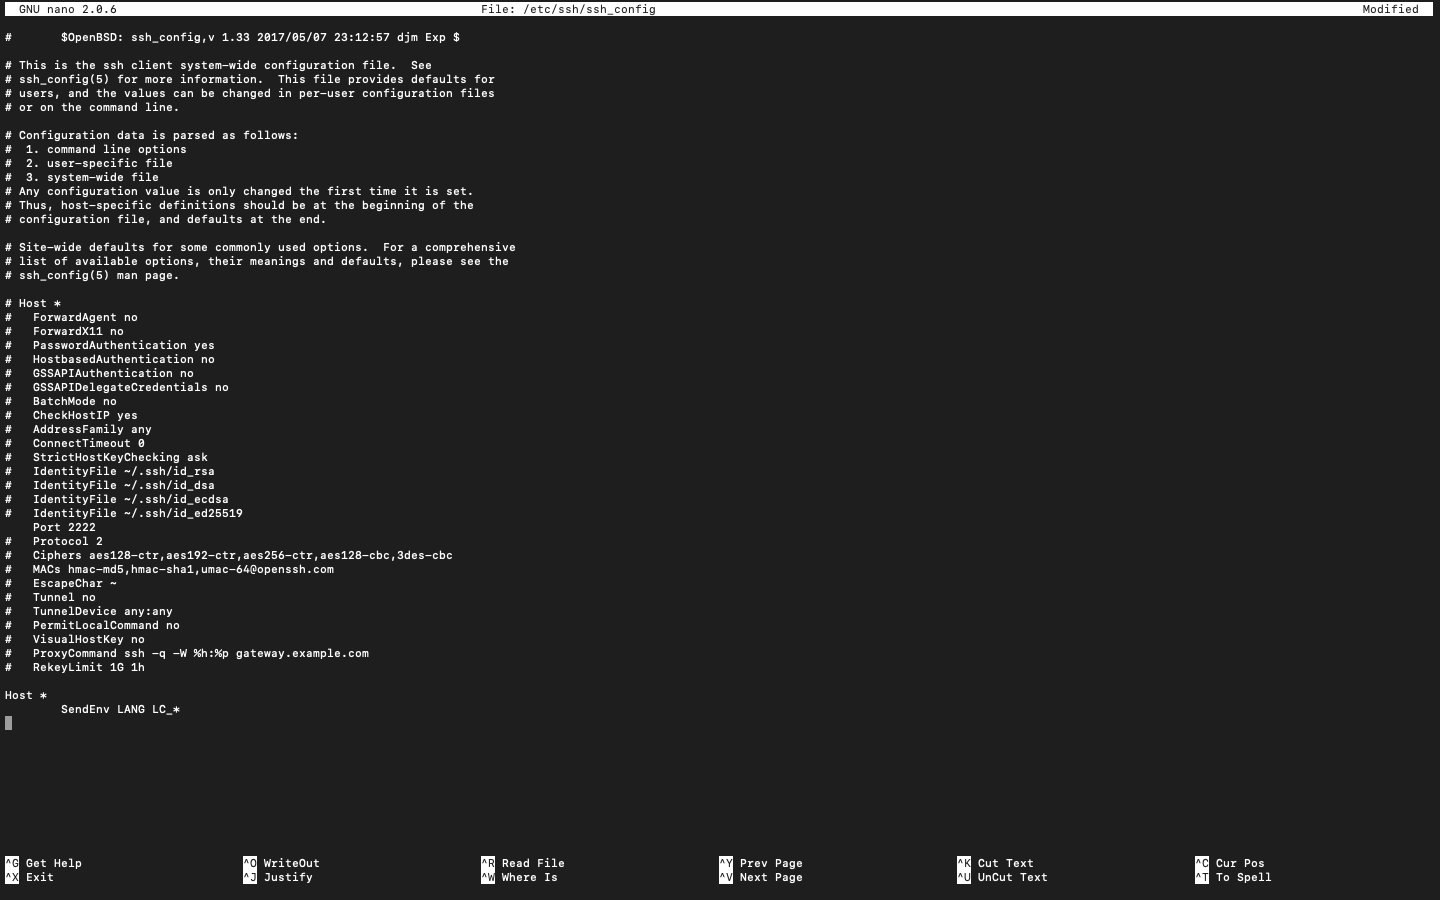 GNU nano 2.0.6 File: /etc/ssh/ssh_config Modified
# $OpenBSD: ssh_config,v 1.33 2017/05/07 23:12:57 djm Exp $
# This is the ssh client system-wide configuration file.  See
# ssh_config(5) for more information.  This file provides defaults for
# users, and the values can be changed in per-user configuration files
# or on the command line.
# Configuration data is parsed as follows:
#  1. command line options
#  2. user-specific file
#  3. system-wide file
# Any configuration value is only changed the first time it is set.
# Thus, host-specific definitions should be at the beginning of the
# configuration file, and defaults at the end.
# Site-wide defaults for some commonly used options.  For a comprehensive
# list of available options, their meanings and defaults, please see the
# ssh_config(5) man page.
# Host *
#   ForwardAgent no
#   ForwardX11 no
#   PasswordAuthentication yes
#   HostbasedAuthentication no
#   GSSAPIAuthentication no
#   GSSAPIDelegateCredentials no
#   BatchMode no
#   CheckHostIP yes
#   AddressFamily any
#   ConnectTimeout 0
#   StrictHostKeyChecking ask
#   IdentityFile ~/.ssh/id_rsa
#   IdentityFile ~/.ssh/id_dsa
#   IdentityFile ~/.ssh/id_ecdsa
#   IdentityFile ~/.ssh/id_ed25519
    Port 2222
#   Protocol 2
#   Ciphers aes128-ctr,aes192-ctr,aes256-ctr,aes128-cbc,3des-cbc
#   MACs hmac-md5,hmac-sha1,umac-64@openssh.com
#   EscapeChar ~
#   Tunnel no
#   TunnelDevice any:any
#   PermitLocalCommand no
#   VisualHostKey no
#   ProxyCommand ssh -q -W %h:%p gateway.example.com
#   RekeyLimit 1G 1h
Host *
        SendEnv LANG LC_*
^G Get Help ^O WriteOut ^R Read File ^Y Prev Page ^K Cut Text ^C Cur Pos
^X Exit ^J Justify ^W Where Is ^V Next Page ^U UnCut Text ^T To Spell